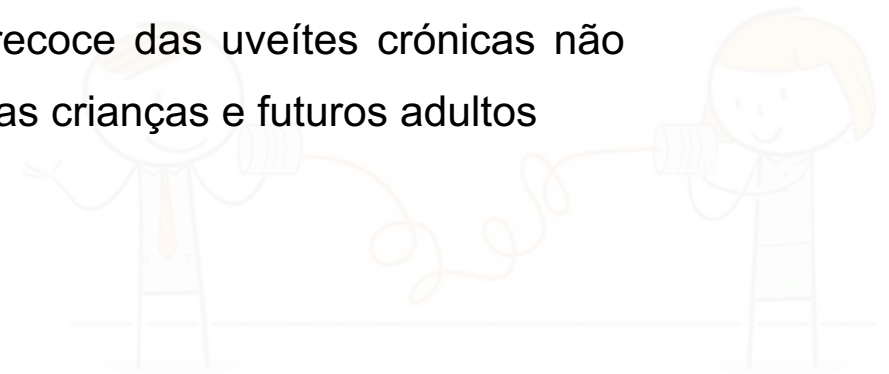 recoce das uveítes crónicas não
as crianças e futuros adultos